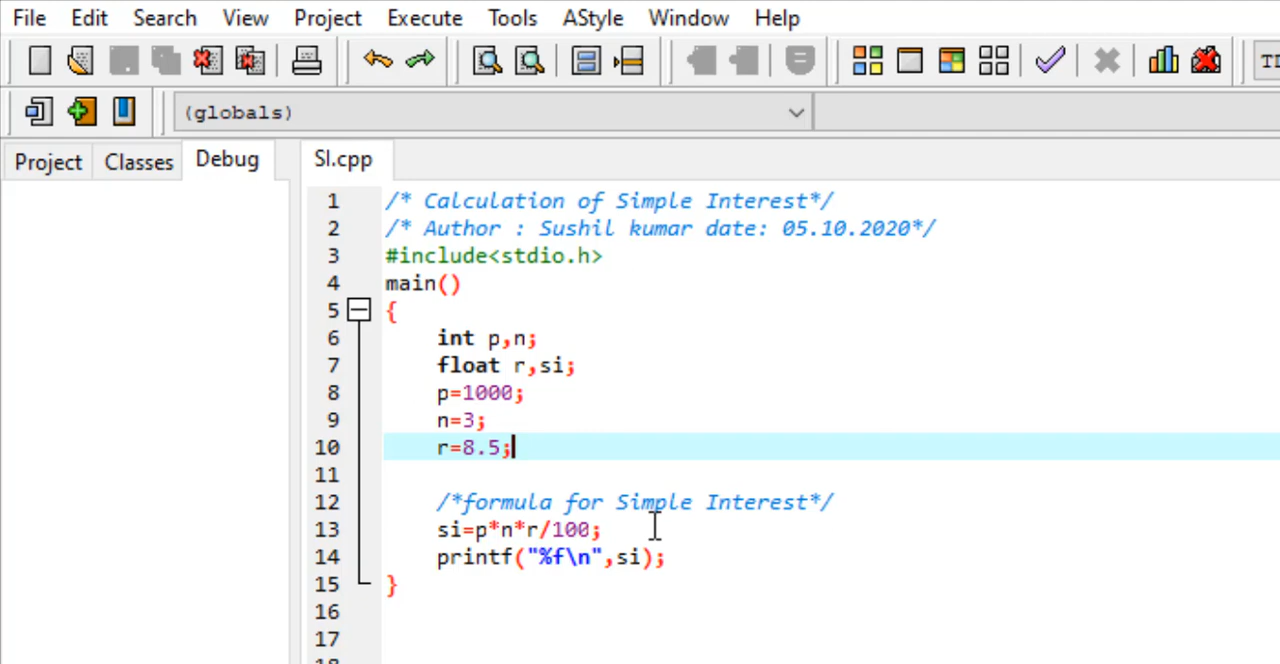 File Edit Search View Project Execute Tools AStyle Window Help
(globals)
Project Classes Debug SI.cpp
1 /* Calculation of Simple Interest*/
2 /* Author : Sushil kumar date: 05.10.2020*/
3 #include<stdio.h>
4 main()
5 {
6 int p,n;
7 float r,si;
8 p=1000;
9 n=3;
10 r=8.5;
11
12 /*formula for Simple Interest*/
13 si=p*n*r/100;
14 printf("%f\n",si);
15 }
16
17